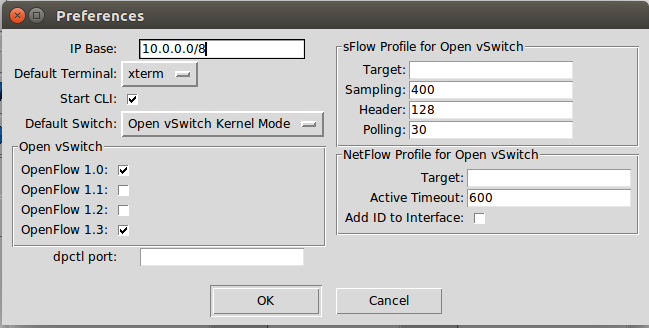 Preferences
IP Base: 10.0.0.0/8
Default Terminal: xterm
Start CLI:
Default Switch: Open vSwitch Kernel Mode
Open vSwitch
OpenFlow 1.0:
OpenFlow 1.1:
OpenFlow 1.2:
OpenFlow 1.3:
dpctl port:
sFlow Profile for Open vSwitch
Target:
Sampling: 400
Header: 128
Polling: 30
NetFlow Profile for Open vSwitch
Target:
Active Timeout: 600
Add ID to Interface:
OK
Cancel